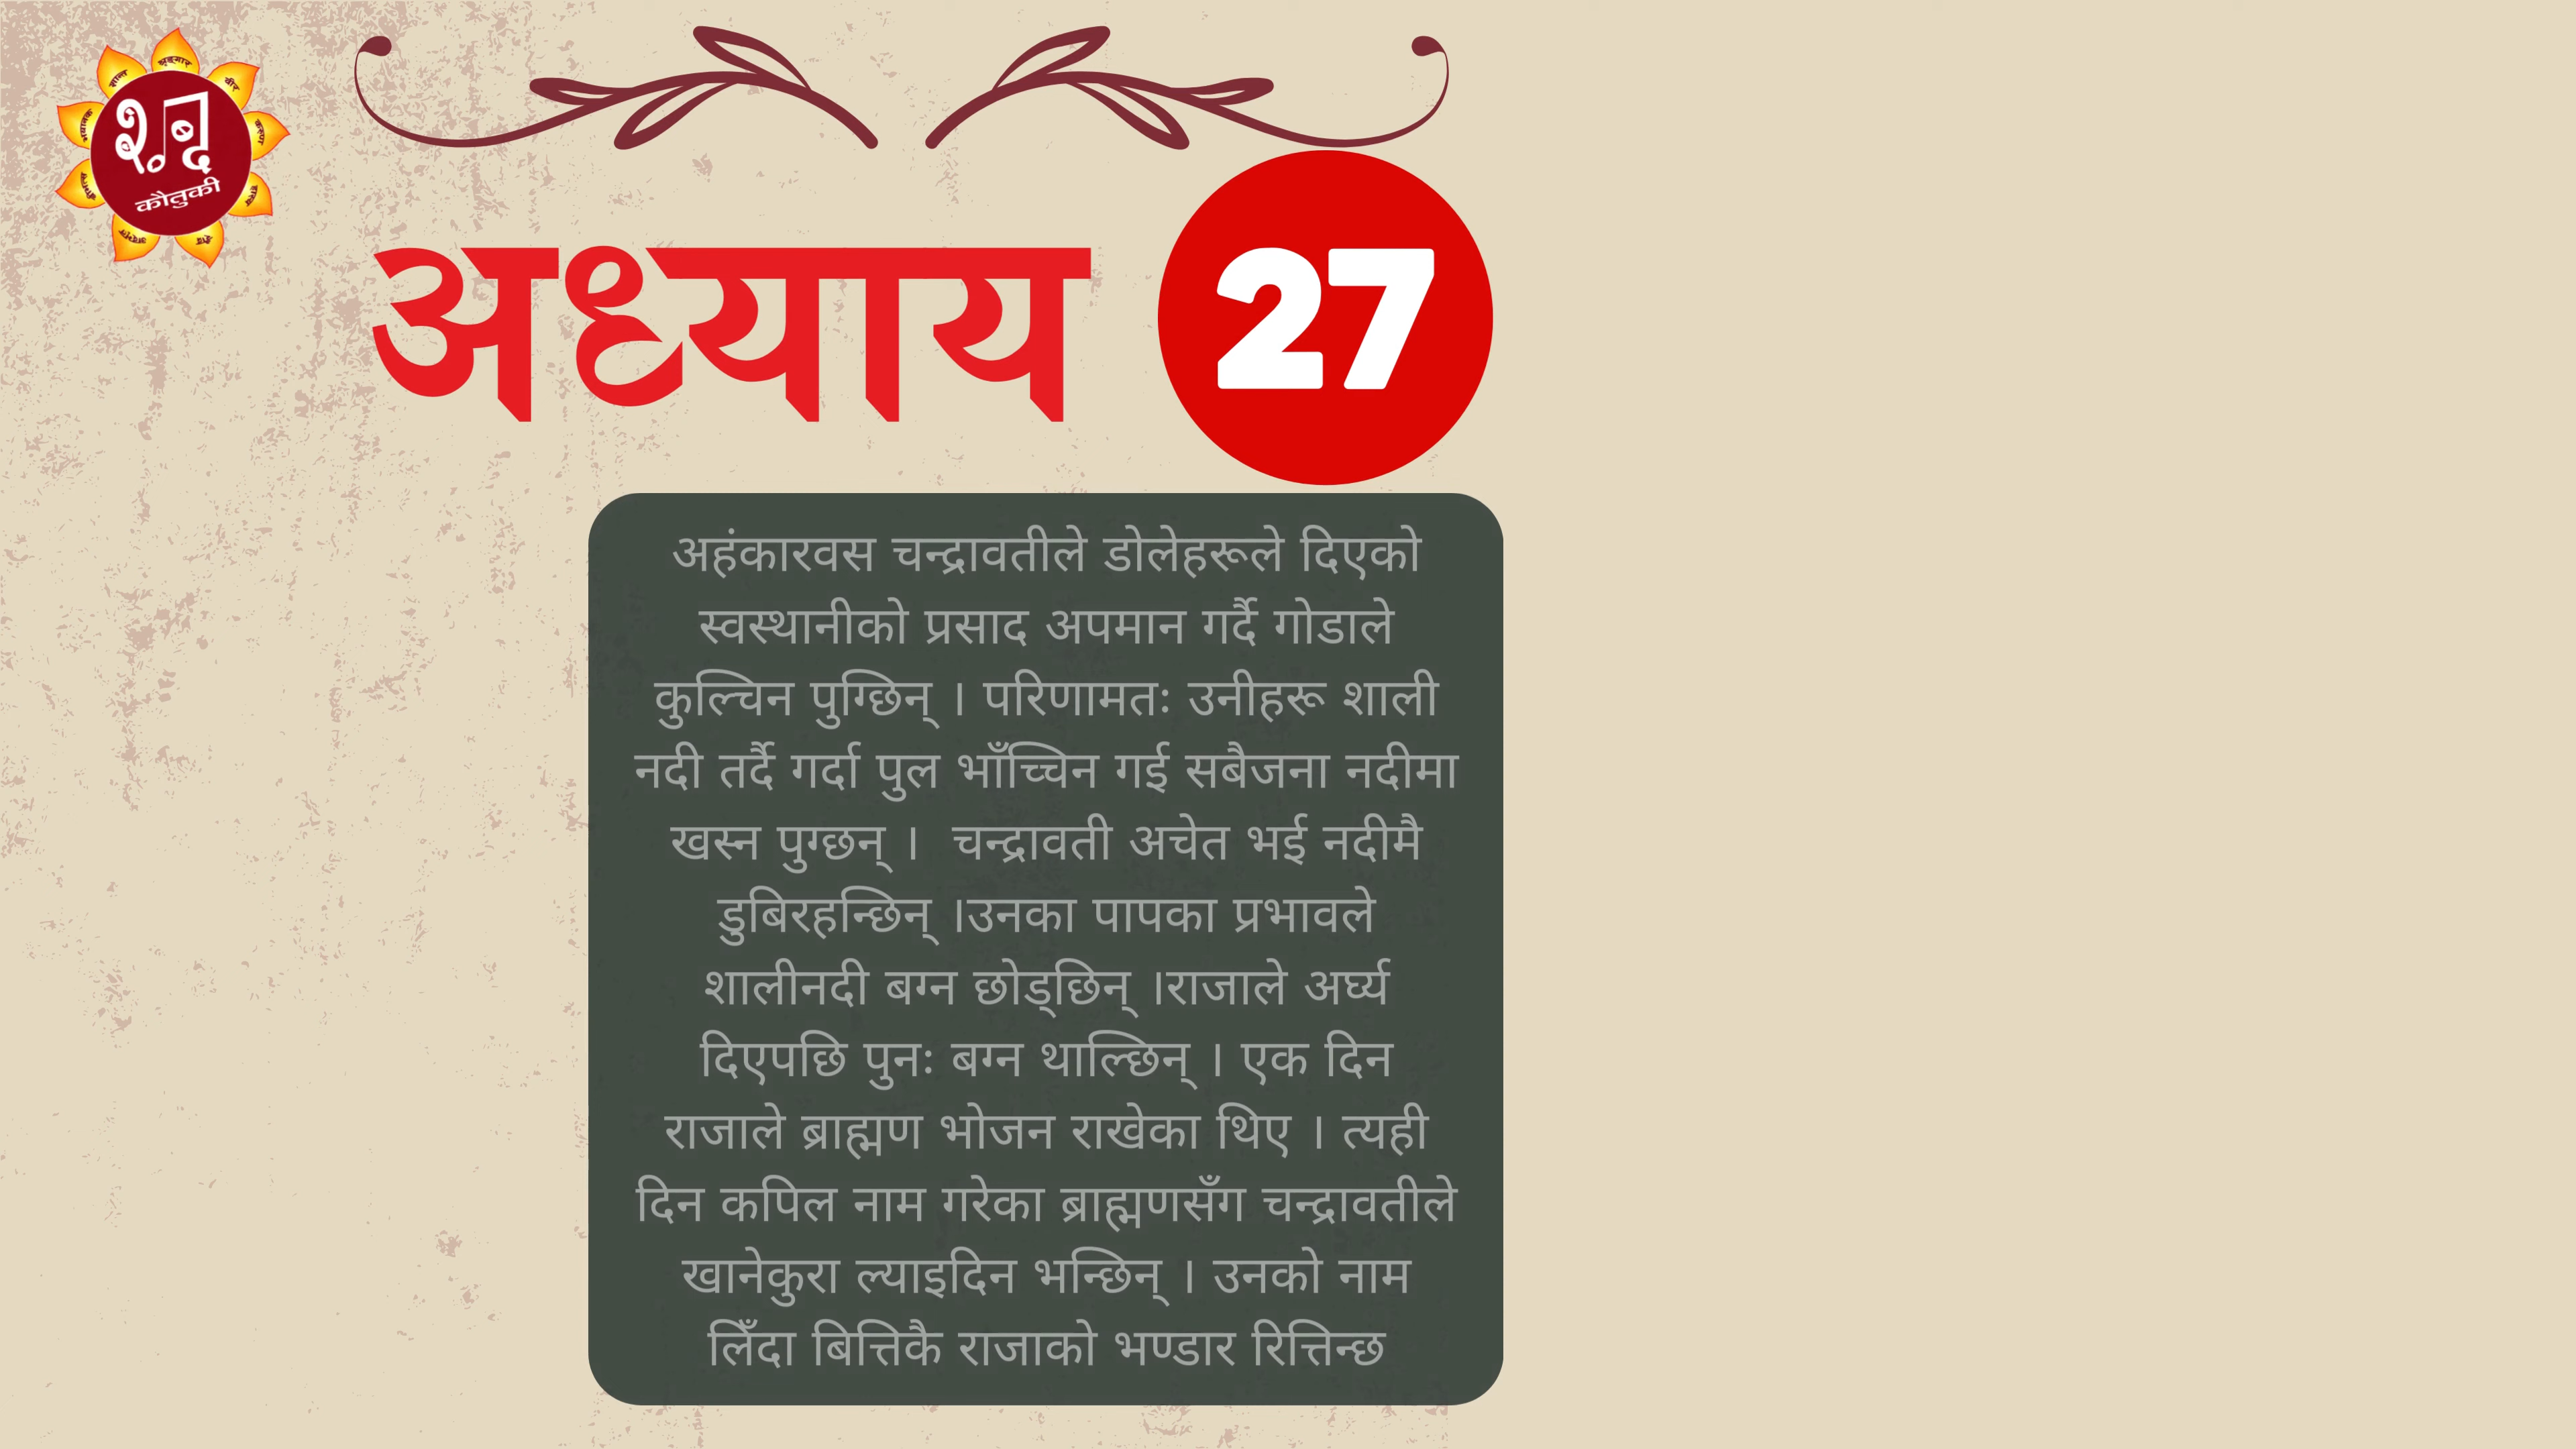 शब्द
कौतुकी
अध्याय 27
अहंकारवस चन्द्रावतीले डोलेहरूले दिएको
स्वस्थानीको प्रसाद अपमान गर्दै गोडाले
कुल्चिन पुग्छिन् । परिणामतः उनीहरू शाली
नदी तर्दै गर्दा पुल भाँच्चिन गई सबैजना नदीमा
खस्न पुग्छन् ।  चन्द्रावती अचेत भई नदीमै
डुबिरहन्छिन् ।उनका पापका प्रभावले
शालीनदी बग्न छोड्छिन् ।राजाले अर्घ्य
दिएपछि पुनः बग्न थाल्छिन् । एक दिन
राजाले ब्राह्मण भोजन राखेका थिए । त्यही
दिन कपिल नाम गरेका ब्राह्मणसँग चन्द्रावतीले
खानेकुरा ल्याइदिन भन्छिन् । उनको नाम
लिँदा बित्तिकै राजाको भण्डार रित्तिन्छ